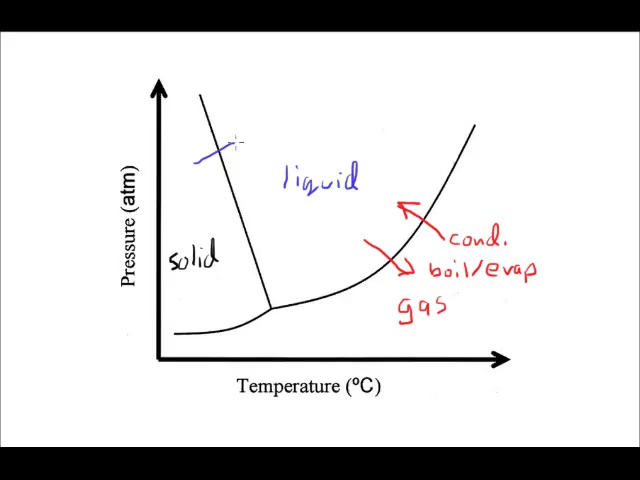 liquid
solid
cond.
boil/evap
gas
Pressure (atm)
Temperature (ºC)